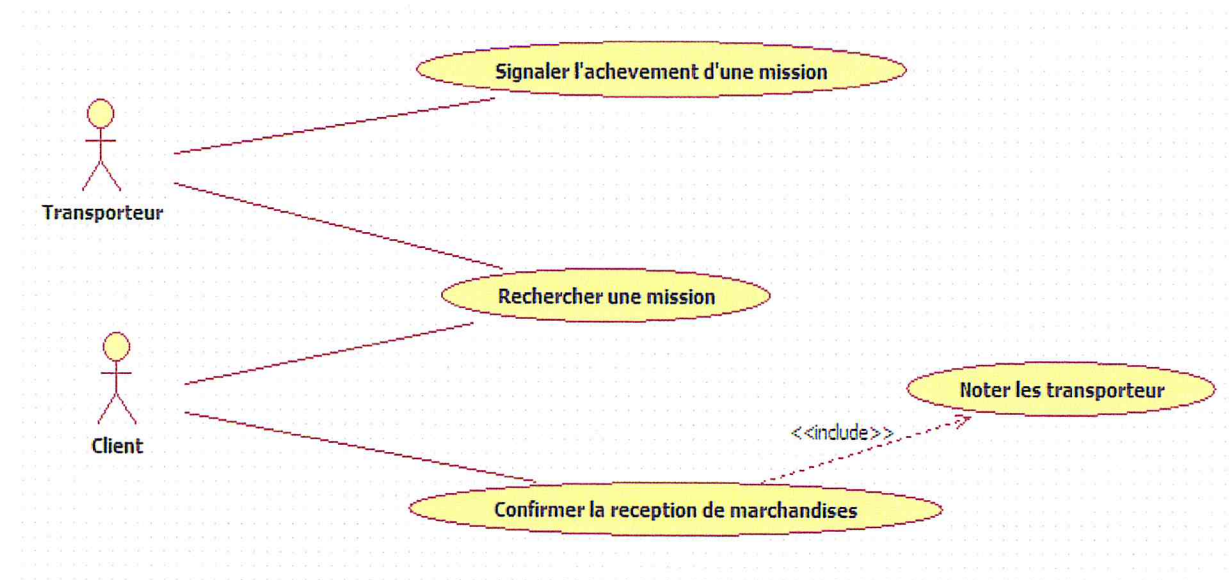 Signaler l'achevement d'une mission
Transporteur
Rechercher une mission
Noter les transporteur
<<include>>
Client
Confirmer la reception de marchandises